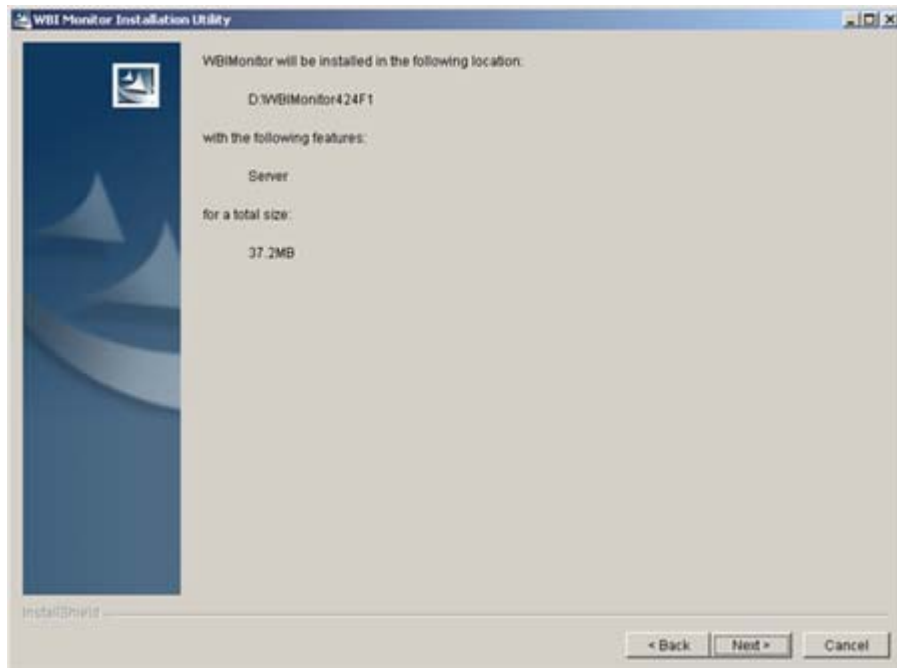 WBI Monitor Installation Utility
WBIMonitor will be installed in the following location:
D:\WBIMonitor424F1
with the following features:
Server
for a total size:
37.2MB
InstallShield
< Back
Next >
Cancel